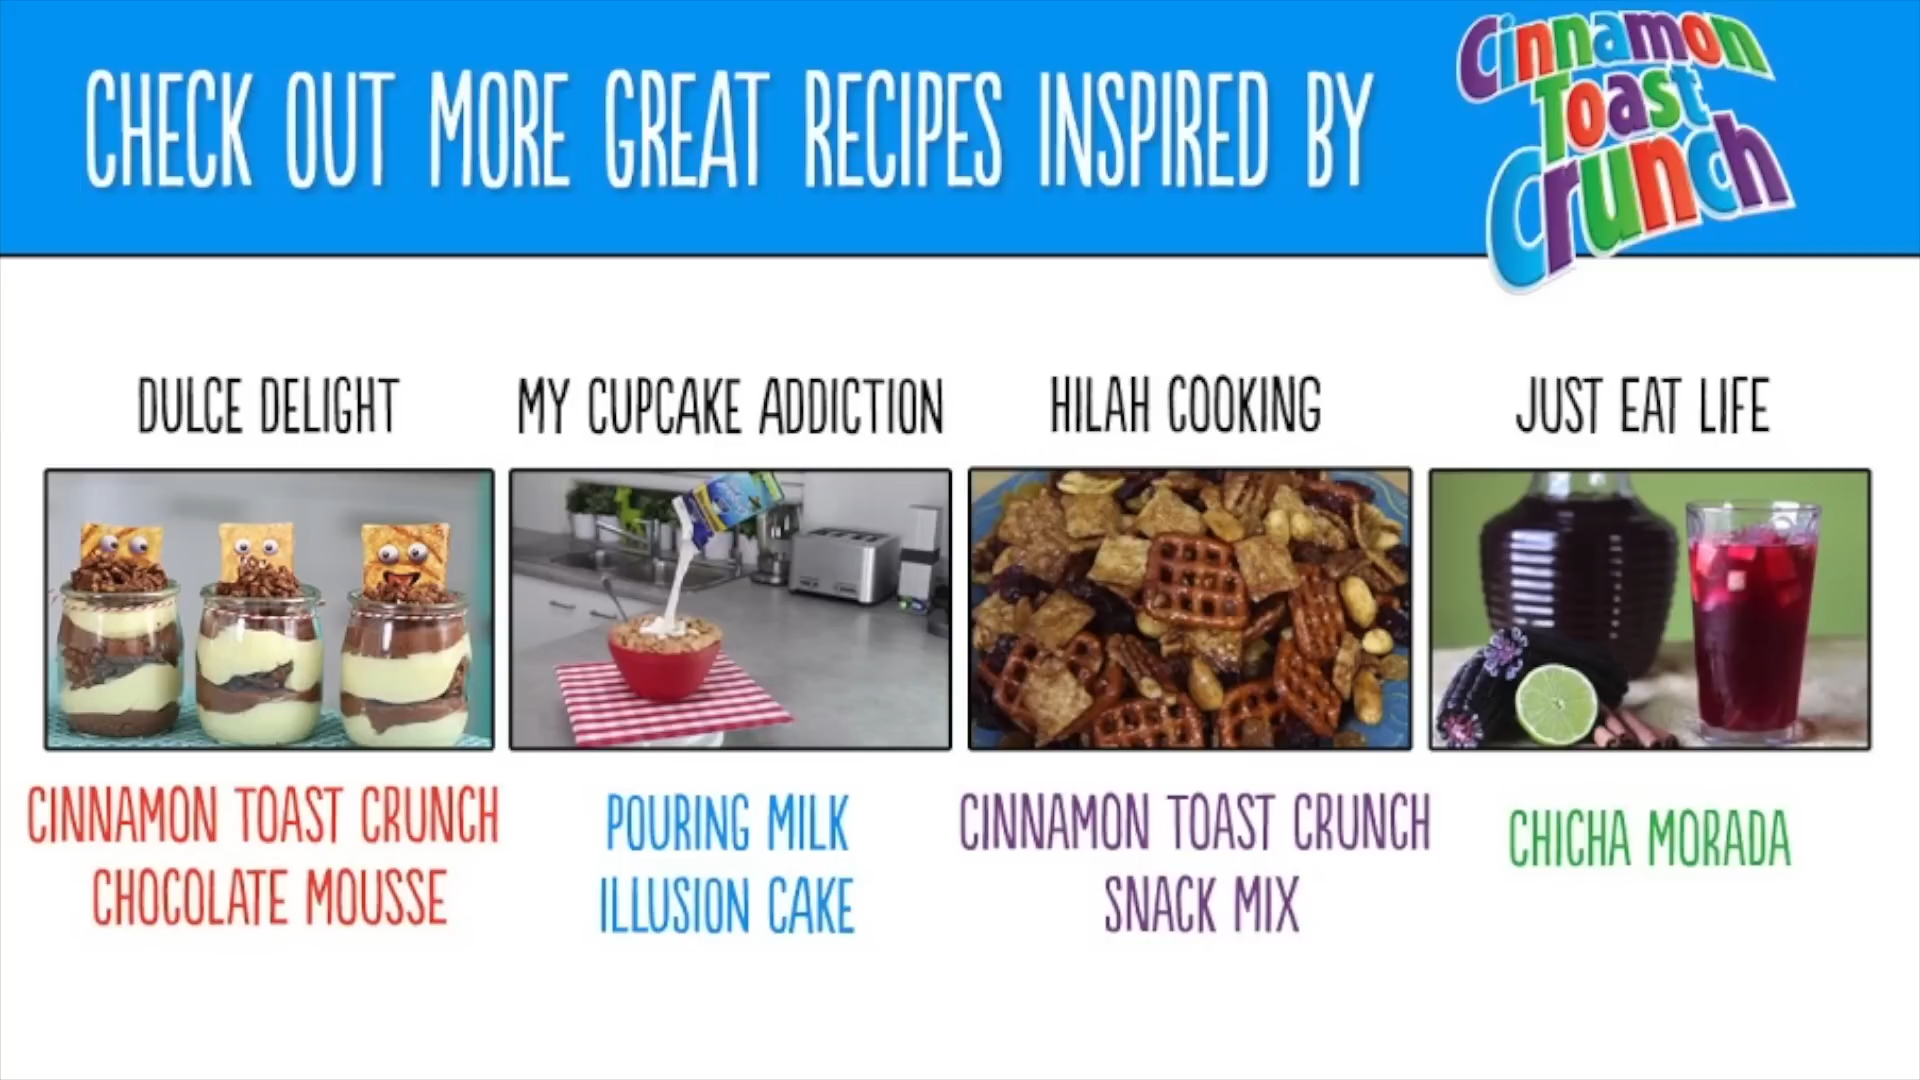 CHECK OUT MORE GREAT RECIPES INSPIRED BY
Cinnamon
Toast
Crunch
DULCE DELIGHT
MY CUPCAKE ADDICTION
HILAH COOKING
JUST EAT LIFE
CINNAMON TOAST CRUNCH
CHOCOLATE MOUSSE
POURING MILK
ILLUSION CAKE
CINNAMON TOAST CRUNCH
SNACK MIX
CHICHA MORADA